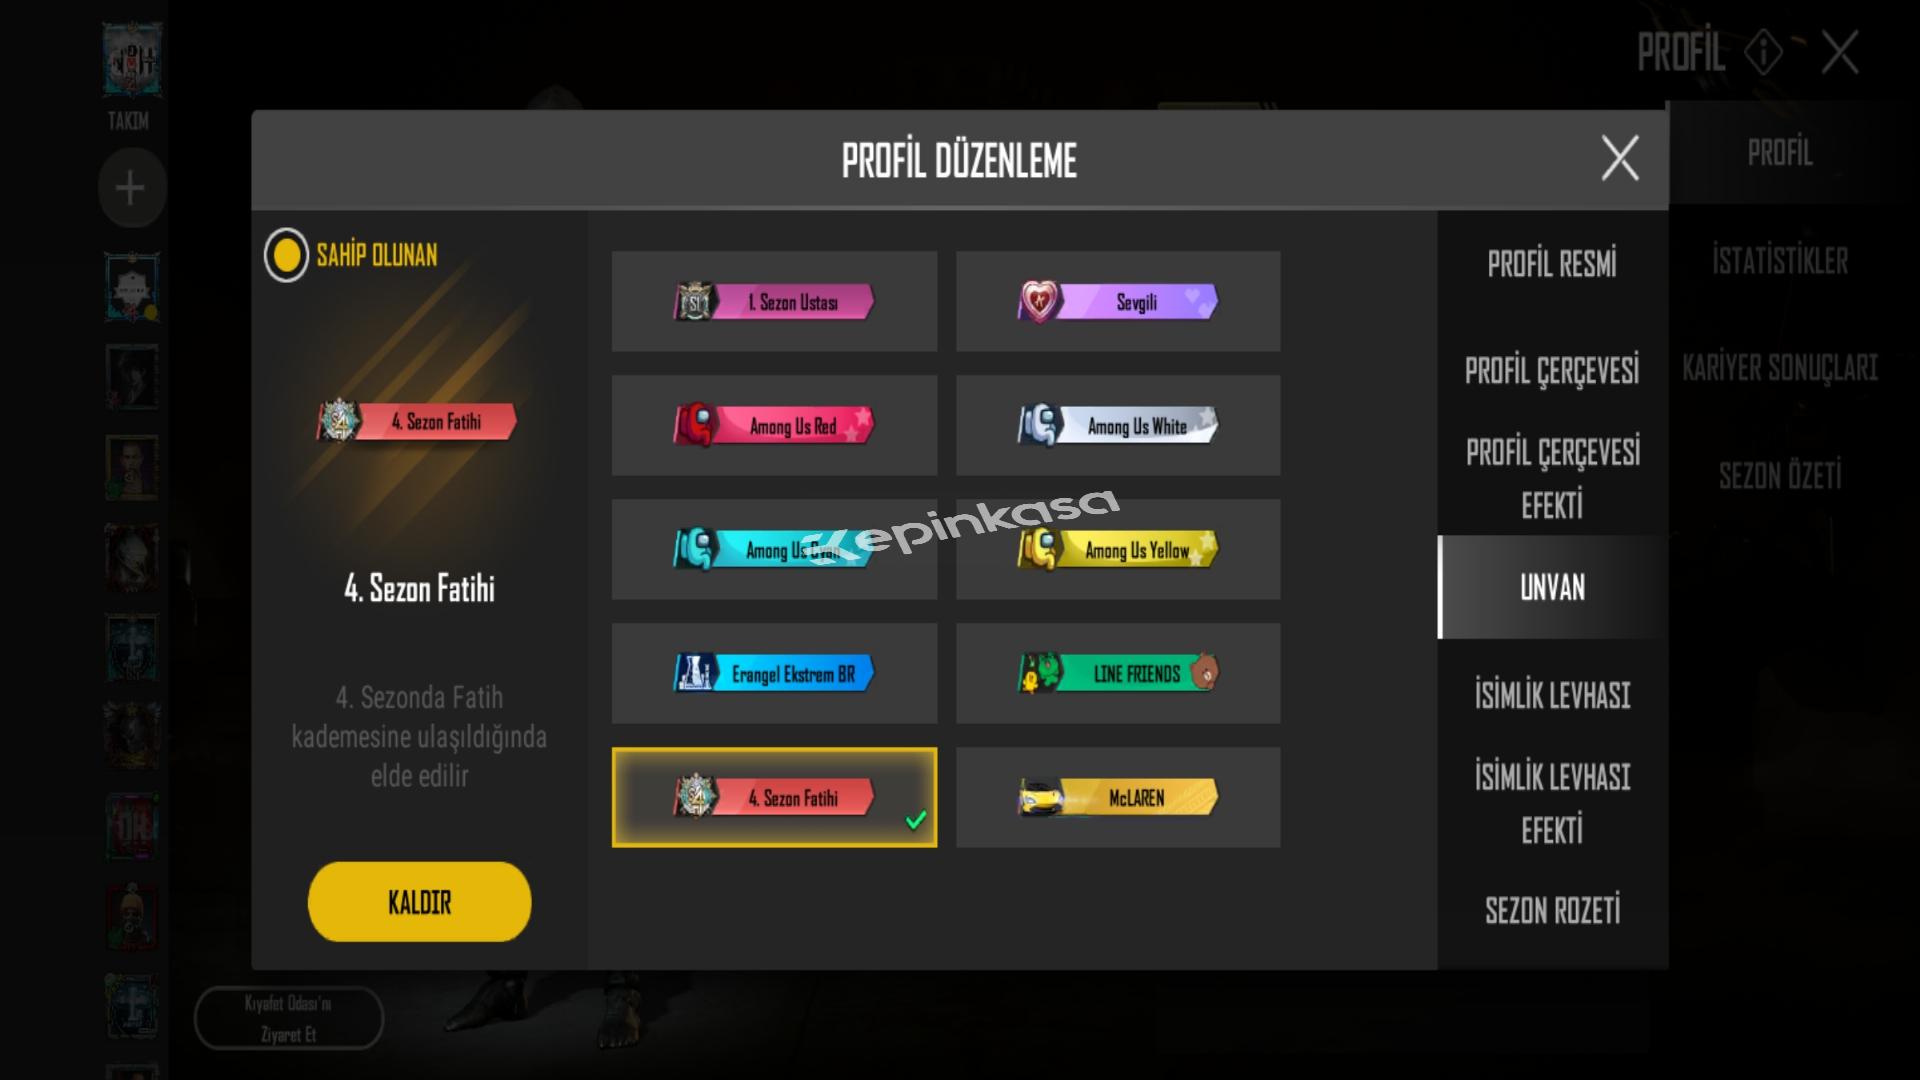 PROFİL
TAKIM
PROFİL DÜZENLEME
SAHİP OLUNAN
4. Sezon Fatihi
4. Sezon Fatihi
4. Sezonda Fatih
kademesine ulaşıldığında
elde edilir
KALDIR
1. Sezon Ustası
Sevgili
Among Us Red
Among Us White
Among Us Cyan
Among Us Yellow
Kepinkasa
Erangel Ekstrem BR
LINE FRIENDS
4. Sezon Fatihi
McLAREN
PROFİL RESMİ
PROFİL ÇERÇEVESİ
PROFİL ÇERÇEVESİ
EFEKTİ
UNVAN
İSİMLİK LEVHASI
İSİMLİK LEVHASI
EFEKTİ
SEZON ROZETİ
PROFİL
İSTATİSTİKLER
KARİYER SONUÇLARI
SEZON ÖZETİ
Kıyafet Odası'nı
Ziyaret Et